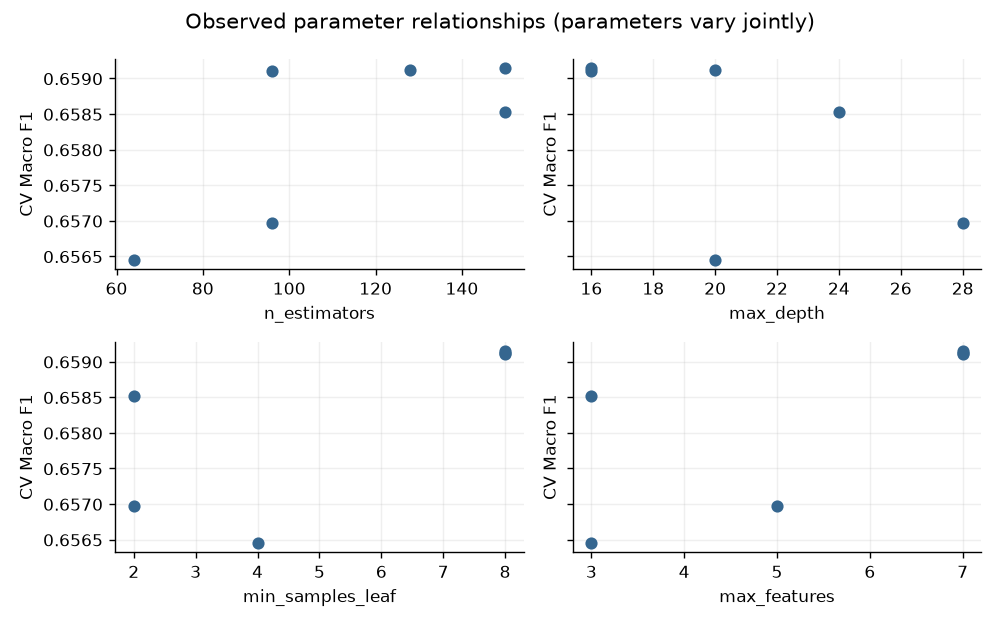 Observed parameter relationships (parameters vary jointly)
CV Macro F1
0.6590
0.6585
0.6580
0.6575
0.6570
0.6565
60 80 100 120 140
n_estimators
CV Macro F1
16 18 20 22 24 26 28
max_depth
CV Macro F1
0.6590
0.6585
0.6580
0.6575
0.6570
0.6565
2 3 4 5 6 7 8
min_samples_leaf
CV Macro F1
3 4 5 6 7
max_features